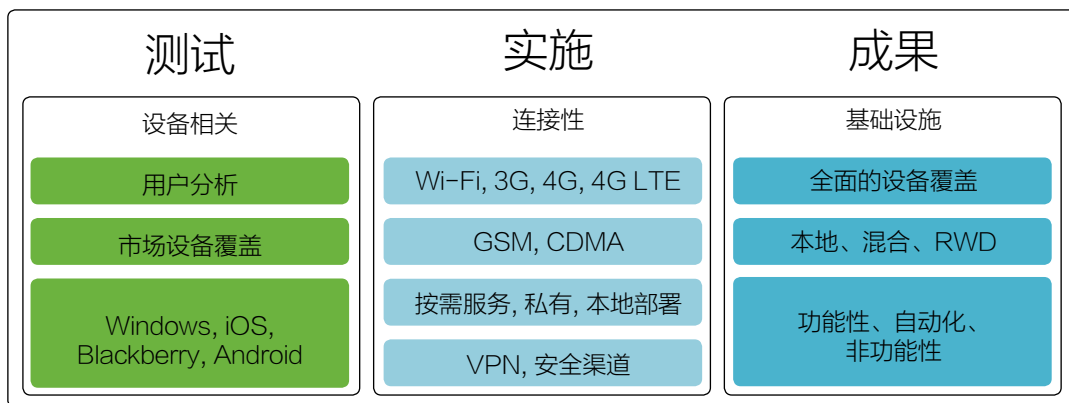 测试
设备相关
用户分析
市场设备覆盖
Windows, iOS,
Blackberry, Android
实施
连接性
Wi-Fi, 3G, 4G, 4G LTE
GSM, CDMA
按需服务, 私有, 本地部署
VPN, 安全渠道
成果
基础设施
全面的设备覆盖
本地、混合、RWD
功能性、自动化、
非功能性